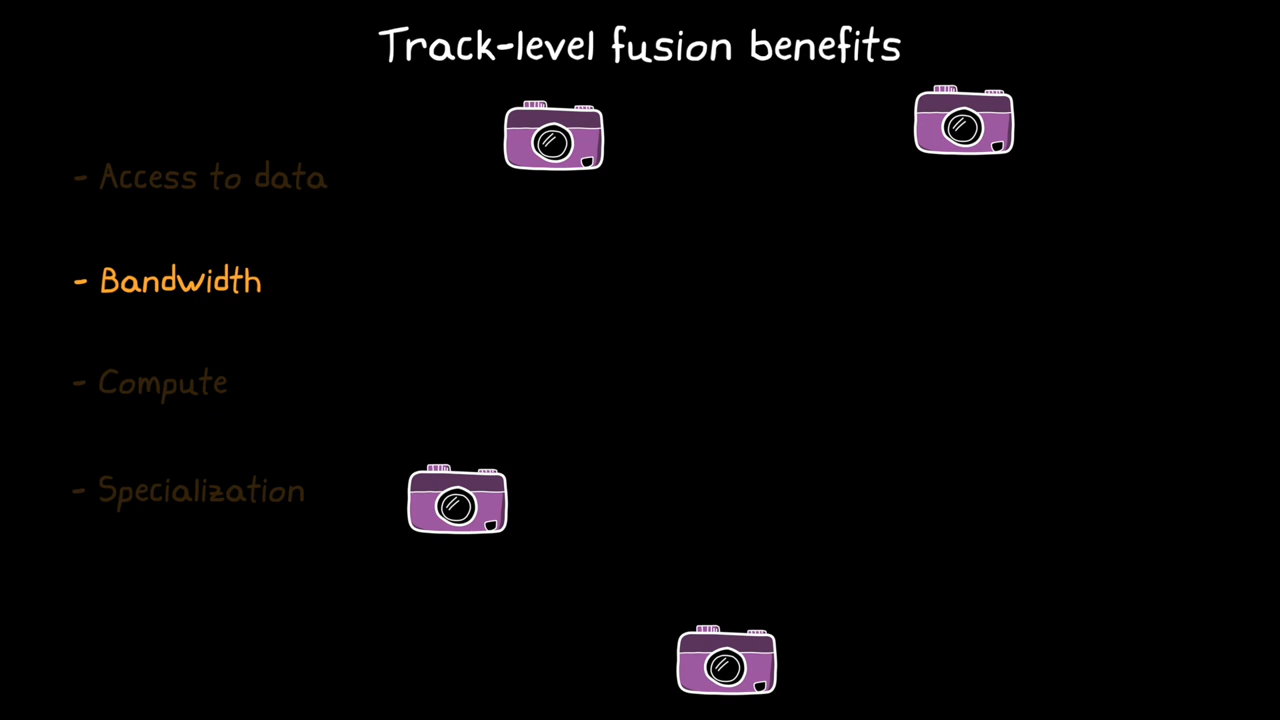 Track-level fusion benefits
- Access to data
- Bandwidth
- Compute
- Specialization